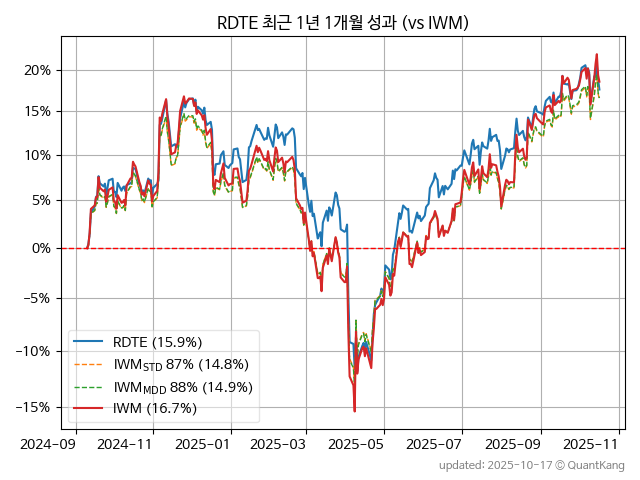 RDTE 최근 1년 1개월 성과 (vs IWM)
20%
15%
10%
5%
0%
−5%
−10%
−15%
RDTE (15.9%)
IWM_STD 87% (14.8%)
IWM_MDD 88% (14.9%)
IWM (16.7%)
2024-09 2024-11 2025-01 2025-03 2025-05 2025-07 2025-09 2025-11
updated: 2025-10-17 © QuantKang